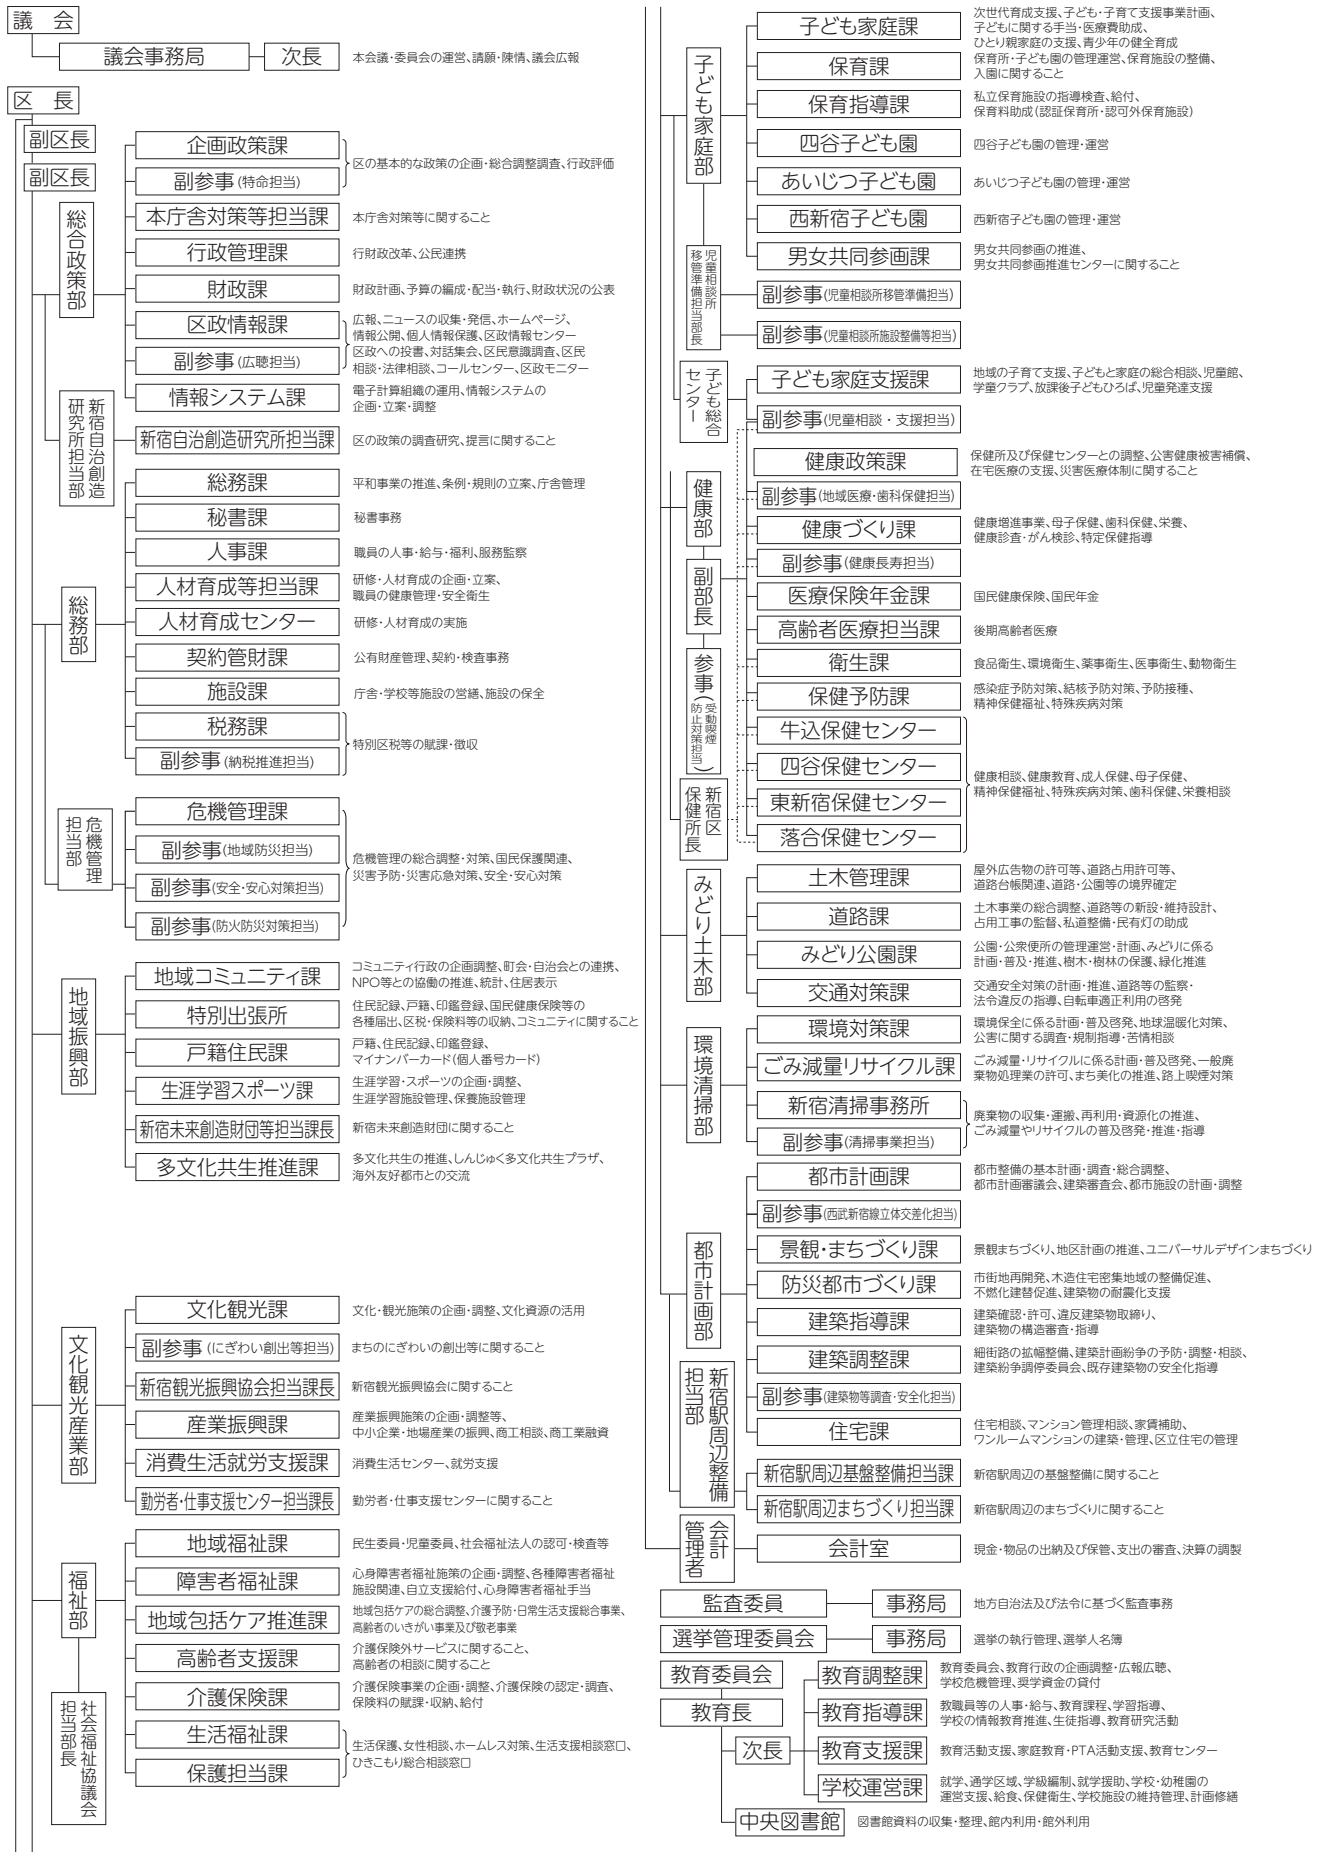 議会
議会事務局
次長
本会議・委員会の運営、請願・陳情、議会広報
区長
副区長
副区長
総合政策部
企画政策課
副参事(特命担当)
区の基本的な政策の企画・総合調整調査、行政評価
本庁舎対策等担当課
本庁舎対策等に関すること
行政管理課
行財政改革、公民連携
財政課
財政計画、予算の編成・配当・執行、財政状況の公表
区政情報課
副参事(広聴担当)
広報、ニュースの収集・発信、ホームページ、
情報公開、個人情報保護、区政情報センター
区政への投書、対話集会、区民意識調査、区民
相談・法律相談、コールセンター、区政モニター
情報システム課
電子計算組織の運用、情報システムの
企画・立案・調整
新宿自治創造
研究所担当部
新宿自治創造研究所担当課
区の政策の調査研究、提言に関すること
総務部
総務課
平和事業の推進、条例・規則の立案、庁舎管理
秘書課
秘書事務
人事課
職員の人事・給与・福利、服務監察
人材育成等担当課
研修・人材育成の企画・立案、
職員の健康管理・安全衛生
人材育成センター
研修・人材育成の実施
契約管財課
公有財産管理、契約・検査事務
施設課
庁舎・学校等施設の営繕、施設の保全
税務課
副参事(納税推進担当)
特別区税等の賦課・徴収
危機管理
担当部
危機管理課
副参事(地域防災担当)
副参事(安全・安心対策担当)
副参事(防火防災対策担当)
危機管理の総合調整・対策、国民保護関連、
災害予防・災害応急対策、安全・安心対策
地域振興部
地域コミュニティ課
コミュニティ行政の企画調整、町会・自治会との連携、
NPO等との協働の推進、統計、住居表示
特別出張所
住民記録、戸籍、印鑑登録、国民健康保険等の
各種届出、区税・保険料等の収納、コミュニティに関すること
戸籍住民課
戸籍、住民記録、印鑑登録、
マイナンバーカード(個人番号カード)
生涯学習スポーツ課
生涯学習・スポーツの企画・調整、
生涯学習施設管理、保養施設管理
新宿未来創造財団等担当課長
新宿未来創造財団に関すること
多文化共生推進課
多文化共生の推進、しんじゅく多文化共生プラザ、
海外友好都市との交流
文化観光産業部
文化観光課
文化・観光施策の企画・調整、文化資源の活用
副参事(にぎわい創出等担当)
まちのにぎわいの創出等に関すること
新宿観光振興協会担当課長
新宿観光振興協会に関すること
産業振興課
産業振興施策の企画・調整等、
中小企業・地場産業の振興、商工相談、商工業融資
消費生活就労支援課
消費生活センター、就労支援
勤労者・仕事支援センター担当課長
勤労者・仕事支援センターに関すること
福祉部
地域福祉課
民生委員・児童委員、社会福祉法人の認可・検査等
障害者福祉課
心身障害者福祉施策の企画・調整、各種障害者福祉
施設関連、自立支援給付、心身障害者福祉手当
地域包括ケア推進課
地域包括ケアの総合調整、介護予防・日常生活支援総合事業、
高齢者のいきがい事業及び敬老事業
高齢者支援課
介護保険外サービスに関すること、
高齢者の相談に関すること
介護保険課
介護保険事業の企画・調整、介護保険の認定・調査、
保険料の賦課・収納、給付
社会福祉協議会
担当部長
生活福祉課
保護担当課
生活保護、女性相談、ホームレス対策、生活支援相談窓口、
ひきこもり総合相談窓口
子ども家庭部
子ども家庭課
次世代育成支援、子ども・子育て支援事業計画、
子どもに関する手当・医療費助成、
ひとり親家庭の支援、青少年の健全育成
保育課
保育所・子ども園の管理運営、保育施設の整備、
入園に関すること
保育指導課
私立保育施設の指導検査、給付、
保育料助成(認証保育所・認可外保育施設)
四谷子ども園
四谷子ども園の管理・運営
あいじつ子ども園
あいじつ子ども園の管理・運営
西新宿子ども園
西新宿子ども園の管理・運営
男女共同参画課
男女共同参画の推進、
男女共同参画推進センターに関すること
児童相談所
移管準備担当部長
副参事(児童相談所移管準備担当)
副参事(児童相談所施設整備等担当)
子ども総合
センター
子ども家庭支援課
地域の子育て支援、子どもと家庭の総合相談、児童館、
学童クラブ、放課後子どもひろば、児童発達支援
副参事(児童相談・支援担当)
健康部
副部長
参事(受動喫煙
防止対策担当)
新宿区
保健所長
健康政策課
保健所及び保健センターとの調整、公害健康被害補償、
在宅医療の支援、災害医療体制に関すること
副参事(地域医療・歯科保健担当)
健康づくり課
健康増進事業、母子保健、歯科保健、栄養、
健康診査・がん検診、特定保健指導
副参事(健康長寿担当)
医療保険年金課
国民健康保険、国民年金
高齢者医療担当課
後期高齢者医療
衛生課
食品衛生、環境衛生、薬事衛生、医事衛生、動物衛生
保健予防課
感染症予防対策、結核予防対策、予防接種、
精神保健福祉、特殊疾病対策
牛込保健センター
四谷保健センター
東新宿保健センター
落合保健センター
健康相談、健康教育、成人保健、母子保健、
精神保健福祉、特殊疾病対策、歯科保健、栄養相談
みどり土木部
土木管理課
屋外広告物の許可等、道路占用許可等、
道路台帳関連、道路・公園等の境界確定
道路課
土木事業の総合調整、道路等の新設・維持設計、
占用工事の監督、私道整備・民有灯の助成
みどり公園課
公園・公衆便所の管理運営・計画、みどりに係る
計画・普及・推進、樹木・樹林の保護、緑化推進
交通対策課
交通安全対策の計画・推進、道路等の監察・
法令違反の指導、自転車適正利用の啓発
環境清掃部
環境対策課
環境保全に係る計画・普及啓発、地球温暖化対策、
公害に関する調査・規制指導・苦情相談
ごみ減量リサイクル課
ごみ減量・リサイクルに係る計画・普及啓発、一般廃
棄物処理業の許可、まち美化の推進、路上喫煙対策
新宿清掃事務所
副参事(清掃事業担当)
廃棄物の収集・運搬、再利用・資源化の推進、
ごみ減量やリサイクルの普及啓発・推進・指導
都市計画部
都市計画課
都市整備の基本計画・調査・総合調整、
都市計画審議会、建築審査会、都市施設の計画・調整
副参事(西武新宿線立体交差化担当)
景観・まちづくり課
景観まちづくり、地区計画の推進、ユニバーサルデザインまちづくり
防災都市づくり課
市街地再開発、木造住宅密集地域の整備促進、
不燃化建替促進、建築物の耐震化支援
建築指導課
建築確認・許可、違反建築物取締り、
建築物の構造審査・指導
建築調整課
細街路の拡幅整備、建築計画紛争の予防・調整・相談、
建築紛争調停委員会、既存建築物の安全化指導
副参事(建築物等調査・安全化担当)
住宅課
住宅相談、マンション管理相談、家賃補助、
ワンルームマンションの建築・管理、区立住宅の管理
新宿駅周辺整備
担当部
新宿駅周辺基盤整備担当課
新宿駅周辺の基盤整備に関すること
新宿駅周辺まちづくり担当課
新宿駅周辺のまちづくりに関すること
会計
管理者
会計室
現金・物品の出納及び保管、支出の審査、決算の調製
監査委員
事務局
地方自治法及び法令に基づく監査事務
選挙管理委員会
事務局
選挙の執行管理、選挙人名簿
教育委員会
教育長
次長
教育調整課
教育委員会、教育行政の企画調整・広報広聴、
学校危機管理、奨学資金の貸付
教育指導課
教職員等の人事・給与、教育課程、学習指導、
学校の情報教育推進、生徒指導、教育研究活動
教育支援課
教育活動支援、家庭教育・PTA活動支援、教育センター
学校運営課
就学、通学区域、学級編制、就学援助、学校・幼稚園の
運営支援、給食、保健衛生、学校施設の維持管理、計画修繕
中央図書館
図書館資料の収集・整理、館内利用・館外利用